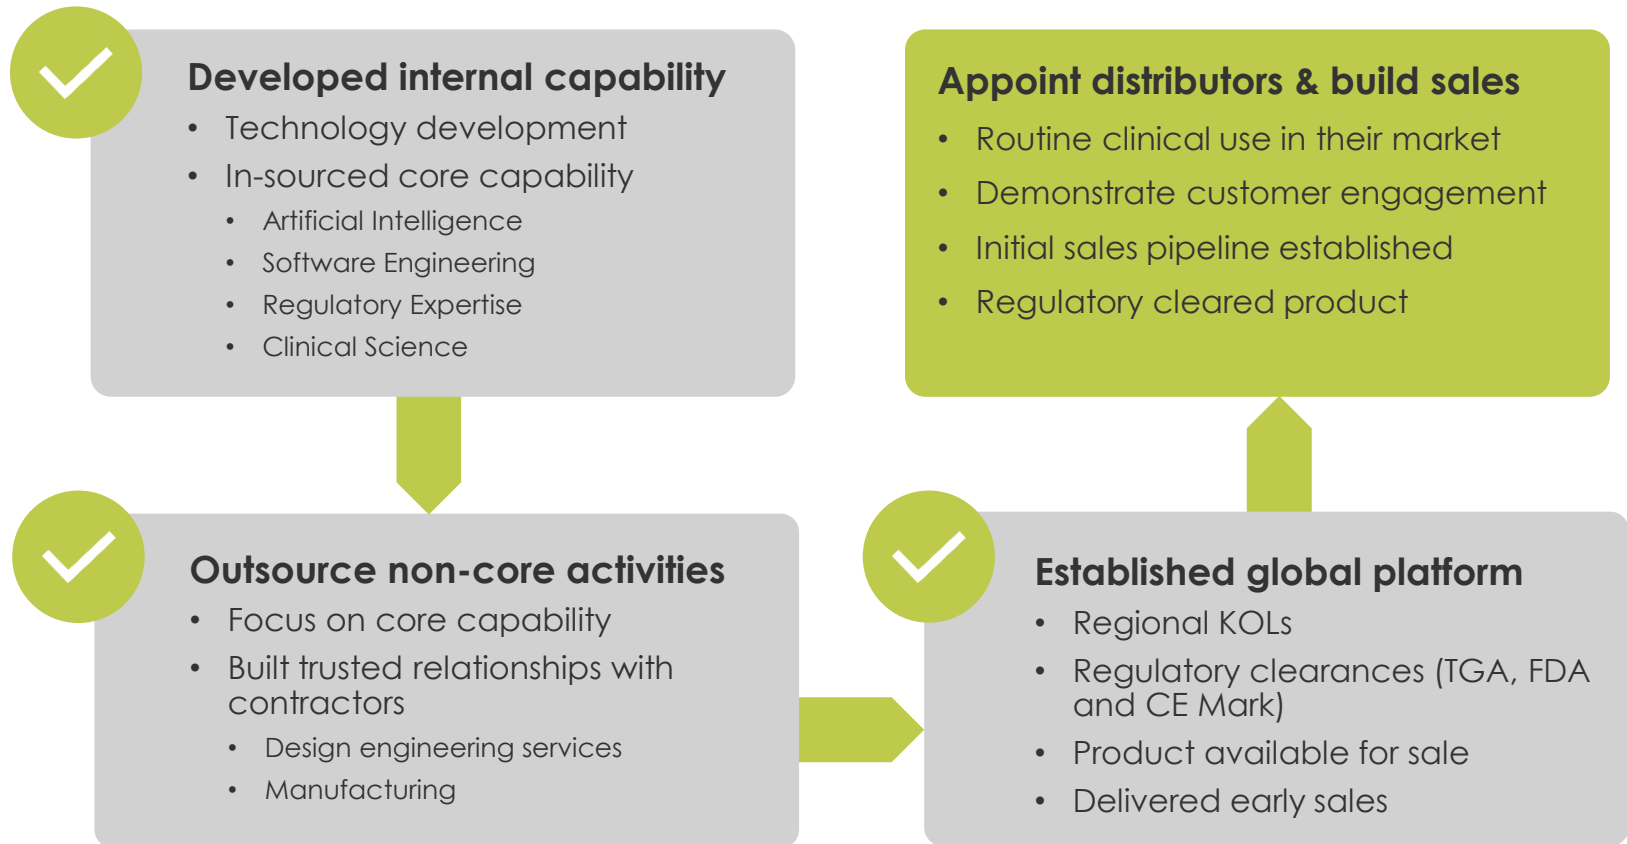 Developed internal capability
• Technology development
• In-sourced core capability
• Artificial Intelligence
• Software Engineering
• Regulatory Expertise
• Clinical Science
Outsource non-core activities
• Focus on core capability
• Built trusted relationships with
contractors
• Design engineering services
• Manufacturing
Established global platform
• Regional KOLs
• Regulatory clearances (TGA, FDA
and CE Mark)
• Product available for sale
• Delivered early sales
Appoint distributors & build sales
• Routine clinical use in their market
• Demonstrate customer engagement
• Initial sales pipeline established
• Regulatory cleared product